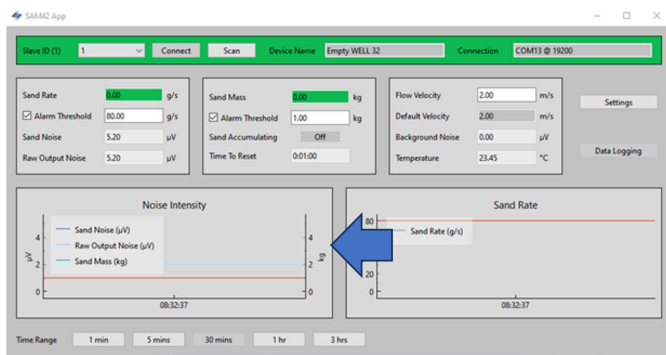 SAM42 App
Slave ID (1) 1 Connect Scan Device Name Empty WELL 32 Connection COM13 @ 19200
Sand Rate 0.00 g/s
Alarm Threshold 80.00 g/s
Sand Noise 5.20 µV
Raw Output Noise 5.20 µV
Sand Mass 0.00 kg
Alarm Threshold 1.00 kg
Sand Accumulating Off
Time To Reset 0:01:00
Flow Velocity 2.00 m/s
Default Velocity 2.00 m/s
Background Noise 0.00 µV
Temperature 23.45 °C
Settings
Data Logging
Noise Intensity
Sand Noise (µV)
Raw Output Noise (µV)
Sand Mass (kg)
µV
4
2
0
4
2
0
kg
08:32:37
Sand Rate
Sand Rate (g/s)
80
20
0
08:32:37
Time Range 1 min 5 mins 30 mins 1 hr 3 hrs